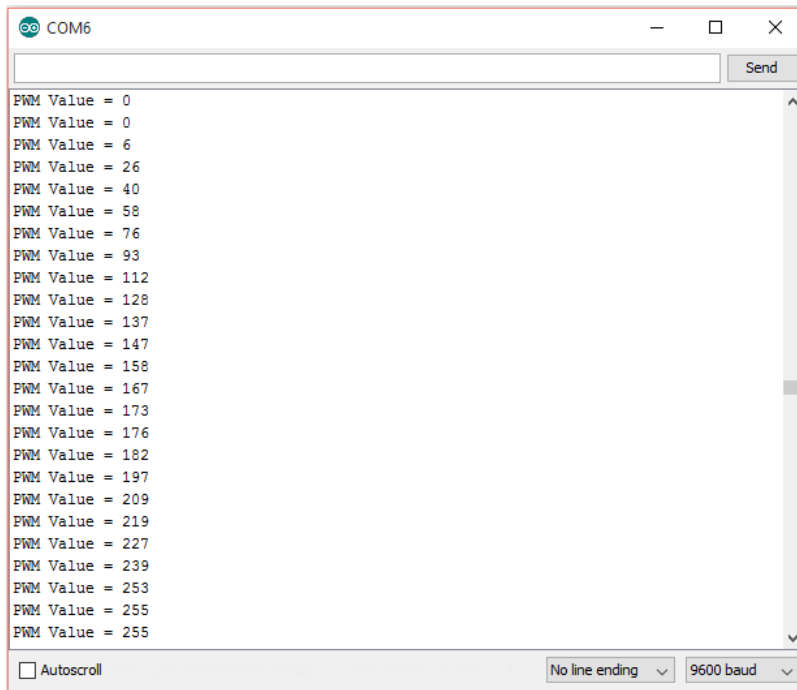 COM6
Send
PWM Value = 0
PWM Value = 0
PWM Value = 6
PWM Value = 26
PWM Value = 40
PWM Value = 58
PWM Value = 76
PWM Value = 93
PWM Value = 112
PWM Value = 128
PWM Value = 137
PWM Value = 147
PWM Value = 158
PWM Value = 167
PWM Value = 173
PWM Value = 176
PWM Value = 182
PWM Value = 197
PWM Value = 209
PWM Value = 219
PWM Value = 227
PWM Value = 239
PWM Value = 253
PWM Value = 255
PWM Value = 255
Autoscroll No line ending 9600 baud